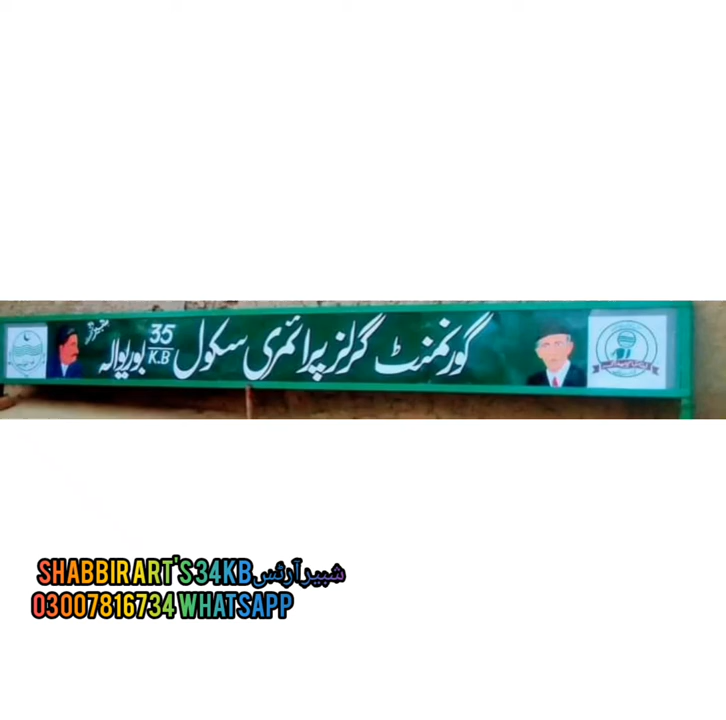 گورنمنٹ گرلز پرائمری سکول 35 K.B بوریوالہ
SHABBIR ART'S 34KB شبیر آرٹس
03007816734 WHATSAPP